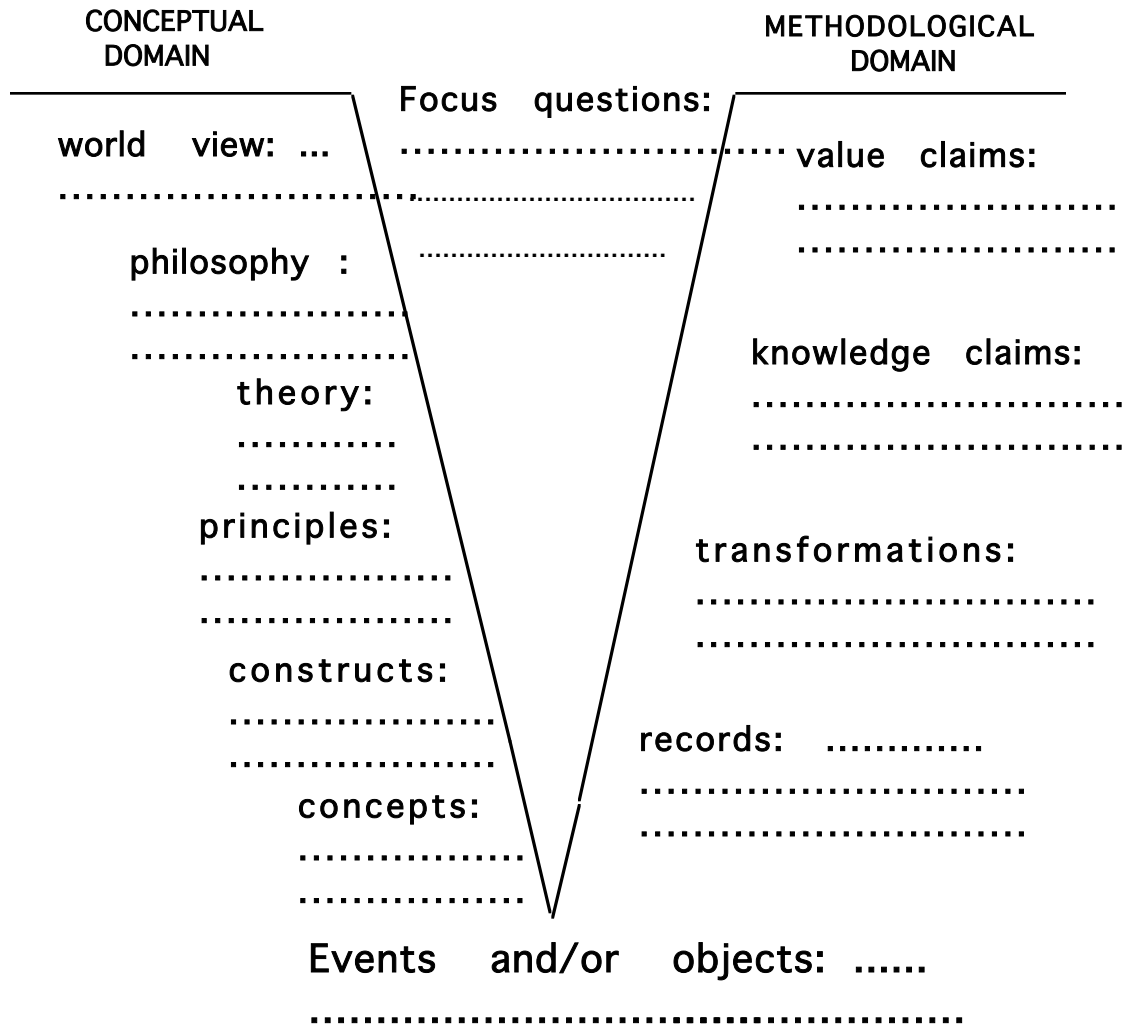 CONCEPTUAL
DOMAIN
world view: ...
philosophy :
theory:
principles:
constructs:
concepts:
Focus questions:
METHODOLOGICAL
DOMAIN
value claims:
knowledge claims:
transformations:
records: .............
Events and/or objects: ......